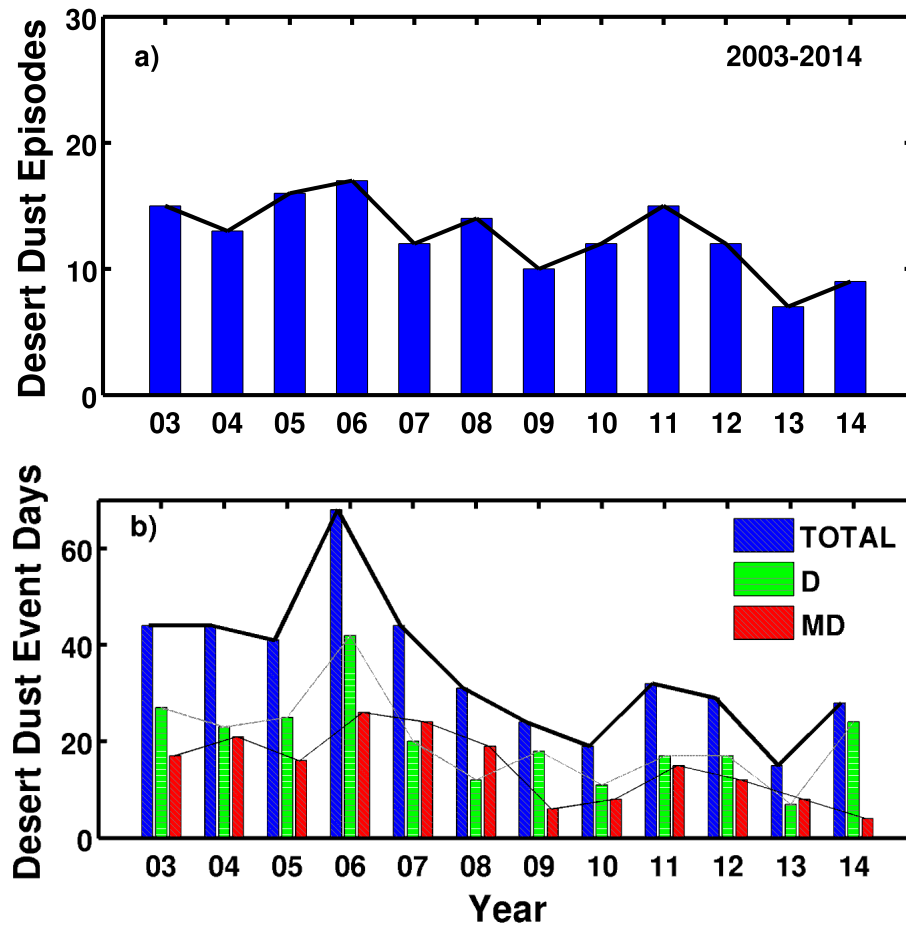 Desert Dust Episodes
30
20
10
0
a)
2003-2014
03 04 05 06 07 08 09 10 11 12 13 14
Desert Dust Event Days
60
40
20
0
b)
TOTAL
D
MD
03 04 05 06 07 08 09 10 11 12 13 14
Year